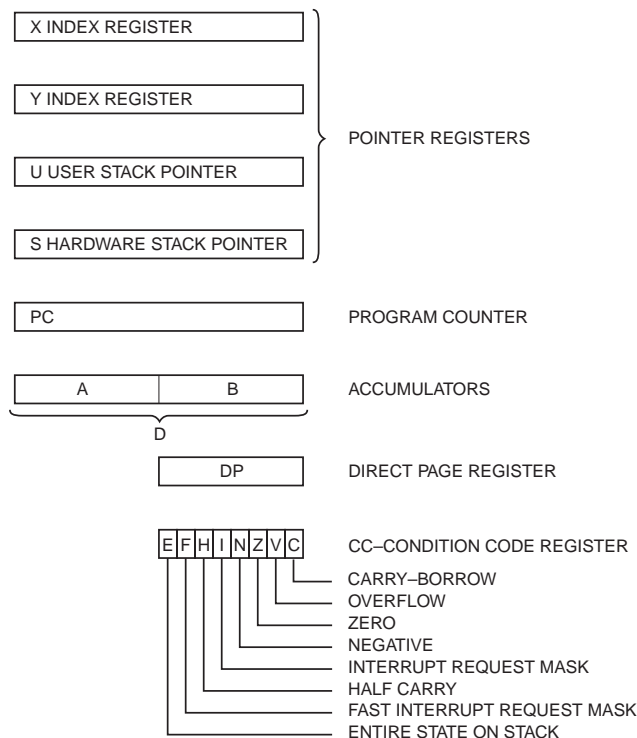 X INDEX REGISTER
Y INDEX REGISTER
POINTER REGISTERS
U USER STACK POINTER
S HARDWARE STACK POINTER
PC PROGRAM COUNTER
A B ACCUMULATORS
D
DP DIRECT PAGE REGISTER
E F H I N Z V C CC–CONDITION CODE REGISTER
CARRY–BORROW
OVERFLOW
ZERO
NEGATIVE
INTERRUPT REQUEST MASK
HALF CARRY
FAST INTERRUPT REQUEST MASK
ENTIRE STATE ON STACK